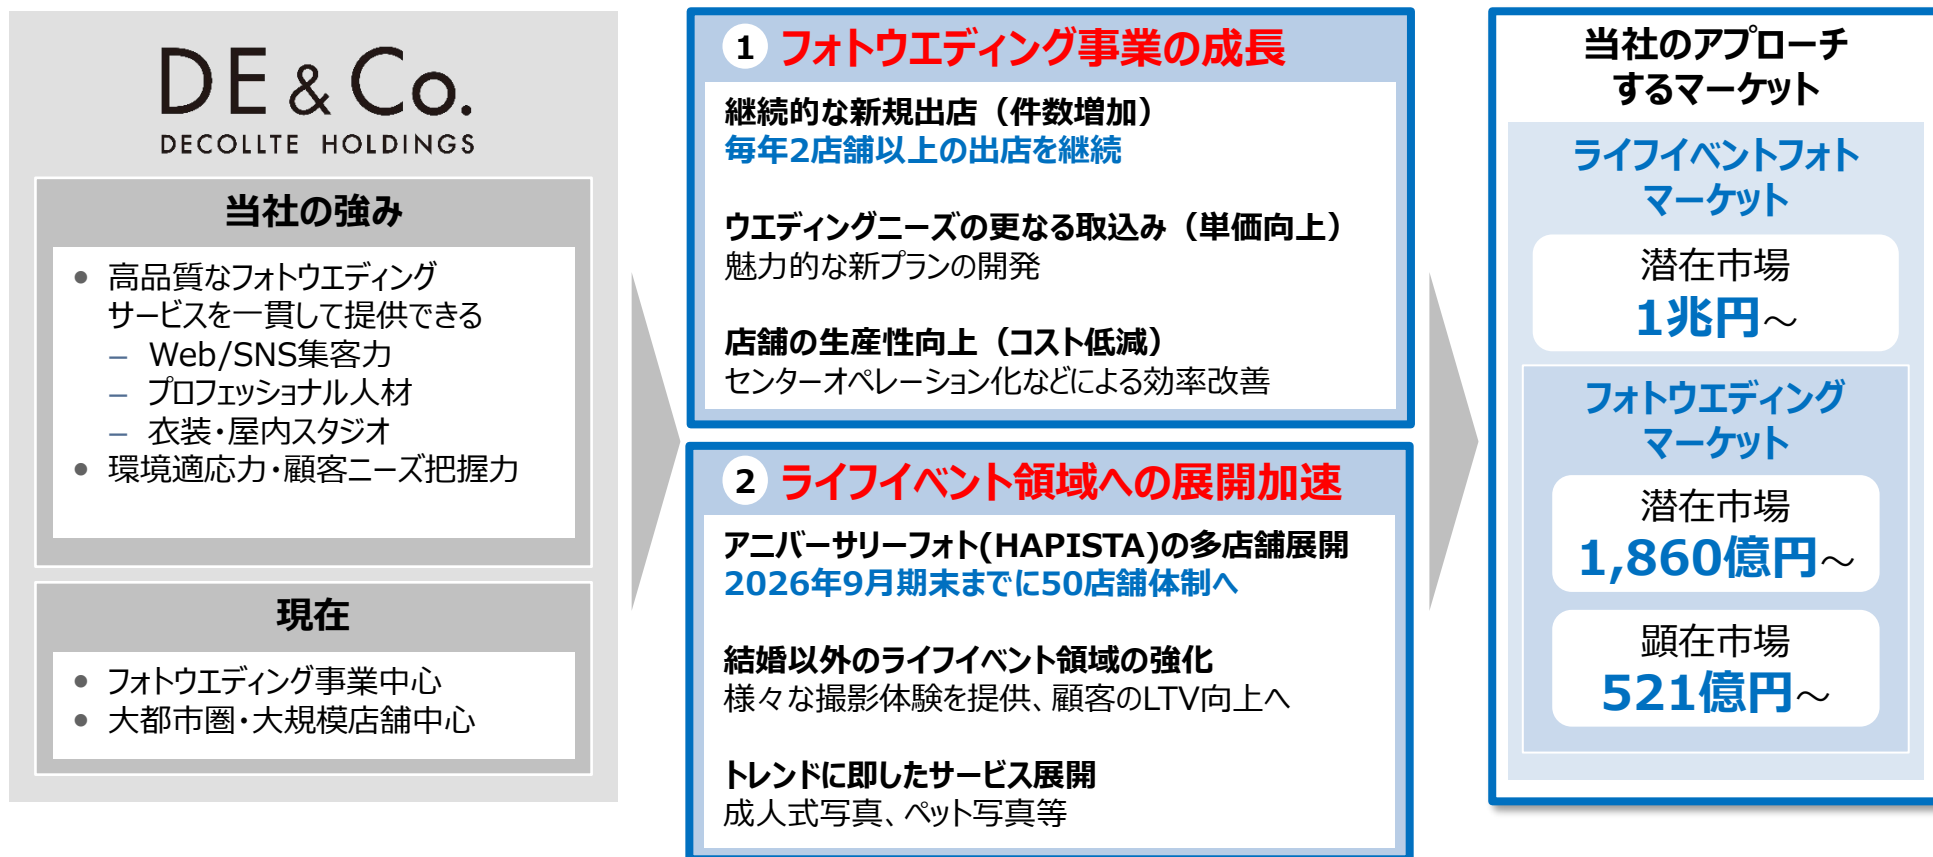 DE & Co.
DECOLLTE HOLDINGS
当社の強み
● 高品質なフォトウエディング
サービスを一貫して提供できる
– Web/SNS集客力
– プロフェッショナル人材
– 衣装・屋内スタジオ
● 環境適応力・顧客ニーズ把握力
現在
● フォトウエディング事業中心
● 大都市圏・大規模店舗中心
1 フォトウエディング事業の成長
継続的な新規出店（件数増加）
毎年2店舗以上の出店を継続
ウエディングニーズの更なる取込み（単価向上）
魅力的な新プランの開発
店舗の生産性向上（コスト低減）
センターオペレーション化などによる効率改善
2 ライフイベント領域への展開加速
アニバーサリーフォト(HAPISTA)の多店舗展開
2026年9月期末までに50店舗体制へ
結婚以外のライフイベント領域の強化
様々な撮影体験を提供、顧客のLTV向上へ
トレンドに即したサービス展開
成人式写真、ペット写真等
当社のアプローチ
するマーケット
ライフイベントフォト
マーケット
潜在市場
1兆円～
フォトウエディング
マーケット
潜在市場
1,860億円～
顕在市場
521億円～